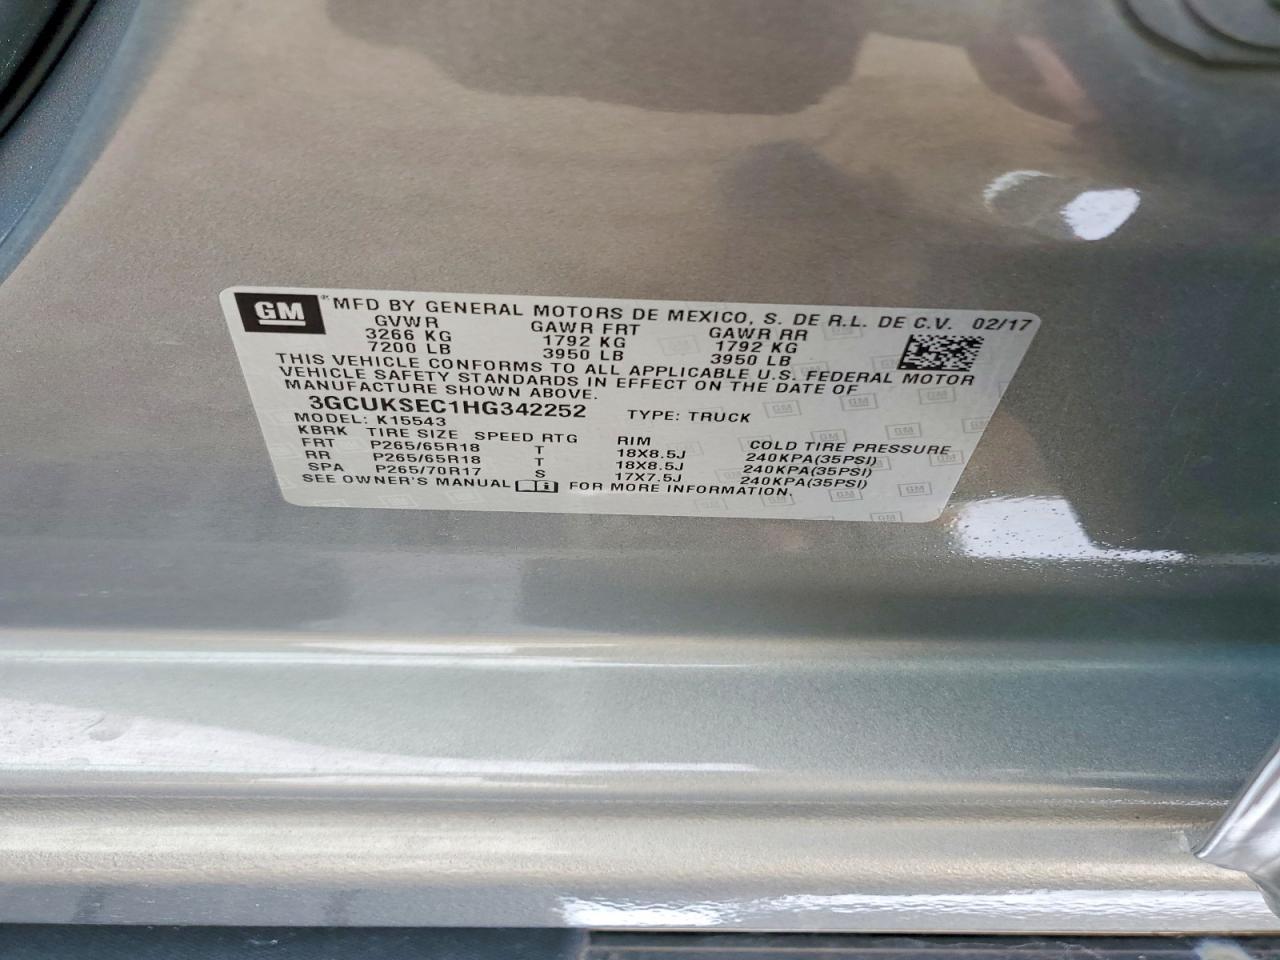 GM ® MFD BY GENERAL MOTORS DE MEXICO, S. DE R.L. DE C.V. 02/17
GVWR GAWR FRT GAWR RR
3266 KG 1792 KG 1792 KG
7200 LB 3950 LB 3950 LB
THIS VEHICLE CONFORMS TO ALL APPLICABLE U.S. FEDERAL MOTOR
VEHICLE SAFETY STANDARDS IN EFFECT ON THE DATE OF
MANUFACTURE SHOWN ABOVE.
3GCUKSEC1HG342252 TYPE: TRUCK
MODEL: K15543
KBRK TIRE SIZE SPEED RTG RIM COLD TIRE PRESSURE
FRT P265/65R18 T 18X8.5J 240KPA(35PSI)
RR P265/65R18 T 18X8.5J 240KPA(35PSI)
SPA P265/70R17 S 17X7.5J 240KPA(35PSI)
SEE OWNER'S MANUAL FOR MORE INFORMATION.